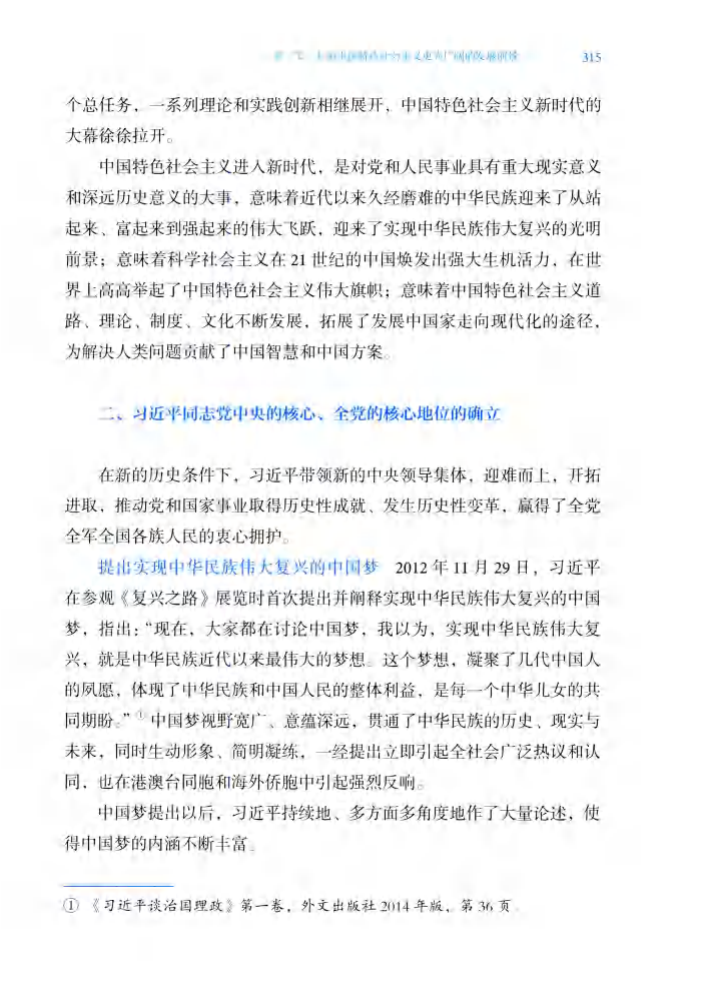 315
个总任务，一系列理论和实践创新相继展开，中国特色社会主义新时代的
大幕徐徐拉开。
中国特色社会主义进入新时代，是对党和人民事业具有重大现实意义
和深远历史意义的大事，意味着近代以来久经磨难的中华民族迎来了从站
起来、富起来到强起来的伟大飞跃，迎来了实现中华民族伟大复兴的光明
前景；意味着科学社会主义在 21 世纪的中国焕发出强大生机活力，在世
界上高高举起了中国特色社会主义伟大旗帜；意味着中国特色社会主义道
路、理论、制度、文化不断发展，拓展了发展中国家走向现代化的途径，
为解决人类问题贡献了中国智慧和中国方案。
二、习近平同志党中央的核心、全党的核心地位的确立
在新的历史条件下，习近平带领新的中央领导集体，迎难而上，开拓
进取，推动党和国家事业取得历史性成就、发生历史性变革，赢得了全党
全军全国各族人民的衷心拥护。
提出实现中华民族伟大复兴的中国梦 2012 年 11 月 29 日，习近平
在参观《复兴之路》展览时首次提出并阐释实现中华民族伟大复兴的中国
梦，指出：“现在，大家都在讨论中国梦，我以为，实现中华民族伟大复
兴，就是中华民族近代以来最伟大的梦想。这个梦想，凝聚了几代中国人
的夙愿，体现了中华民族和中国人民的整体利益，是每一个中华儿女的共
同期盼。”① 中国梦视野宽广、意蕴深远，贯通了中华民族的历史、现实与
未来，同时生动形象、简明凝练，一经提出立即引起全社会广泛热议和认
同，也在港澳台同胞和海外侨胞中引起强烈反响。
中国梦提出以后，习近平持续地、多方面多角度地作了大量论述，使
得中国梦的内涵不断丰富。
① 《习近平谈治国理政》第一卷，外文出版社 2014 年版，第 36 页。